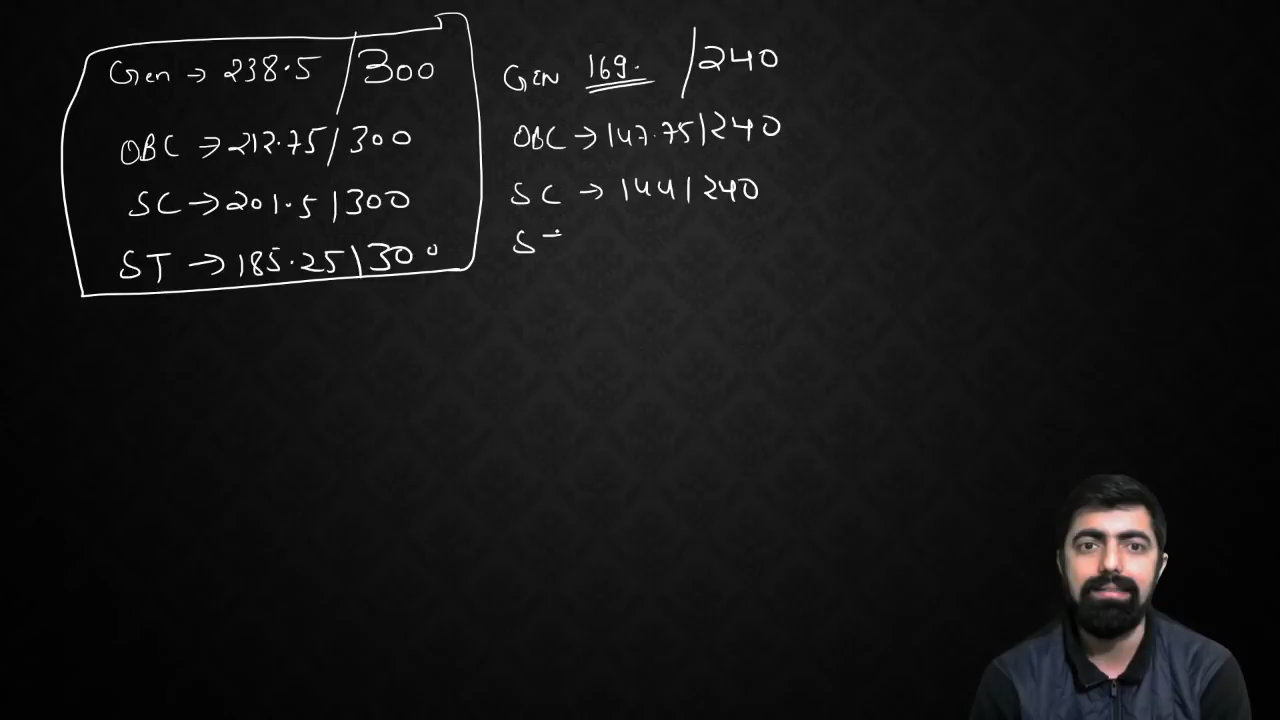 Gen → 238.5 / 300
OBC → 212.75 / 300
SC → 201.5 / 300
ST → 185.25 / 300
GEN 169. / 240
OBC → 147.75 / 240
SC → 144 / 240
S